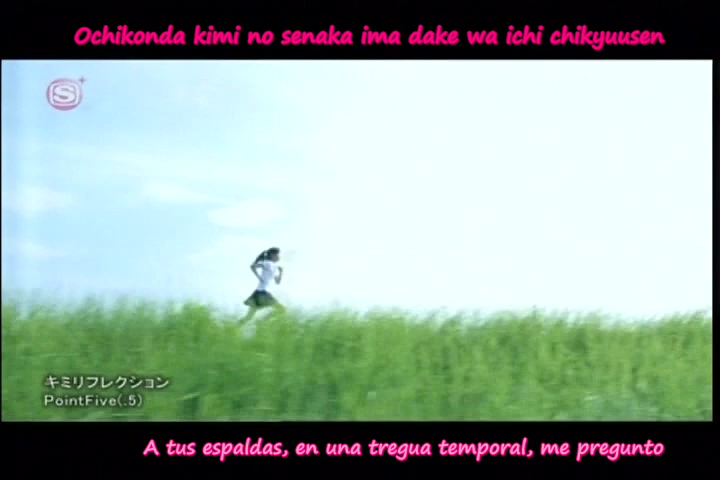 Ochikonda kimi no senaka ima dake wa ichi chikyuusen
S+
キミリフレクション
PointFive(.5)
A tus espaldas, en una tregua temporal, me pregunto